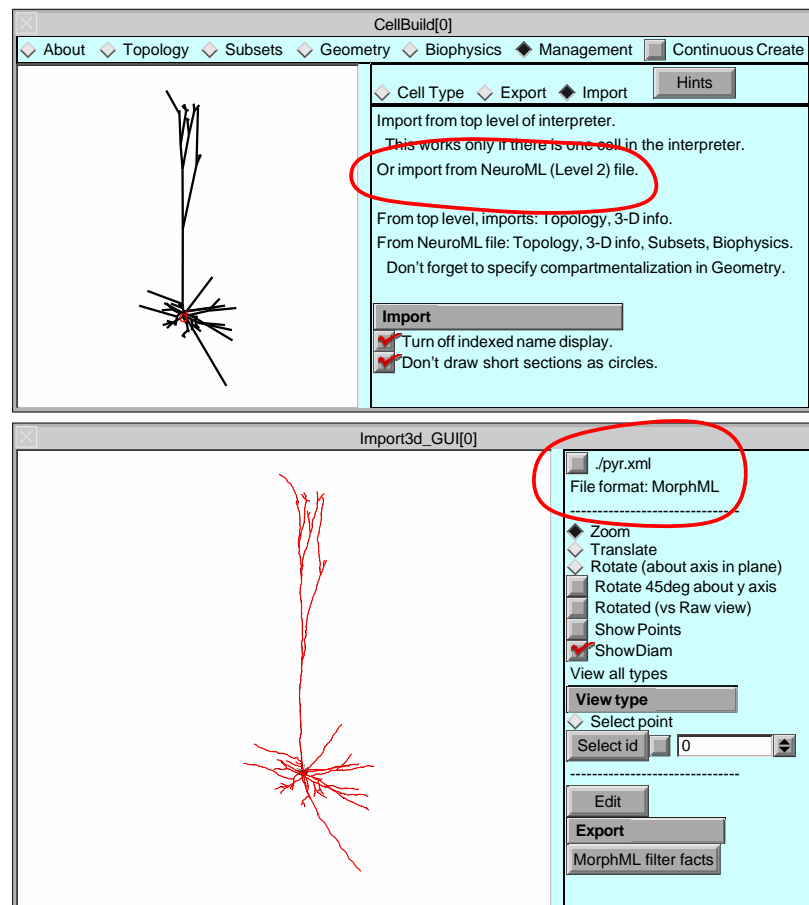 CellBuild[0]
About Topology Subsets Geometry Biophysics Management Continuous Create
Cell Type Export Import Hints
Import from top level of interpreter.
This works only if there is one cell in the interpreter.
Or import from NeuroML (Level 2) file.
From top level, imports: Topology, 3-D info.
From NeuroML file: Topology, 3-D info, Subsets, Biophysics.
Don't forget to specify compartmentalization in Geometry.
Import
Turn off indexed name display.
Don't draw short sections as circles.
Import3d_GUI[0]
./pyr.xml
File format: MorphML
-------------------------------
Zoom
Translate
Rotate (about axis in plane)
Rotate 45deg about y axis
Rotated (vs Raw view)
Show Points
ShowDiam
View all types
View type
Select point
Select id 0
-------------------------------
Edit
Export
MorphML filter facts